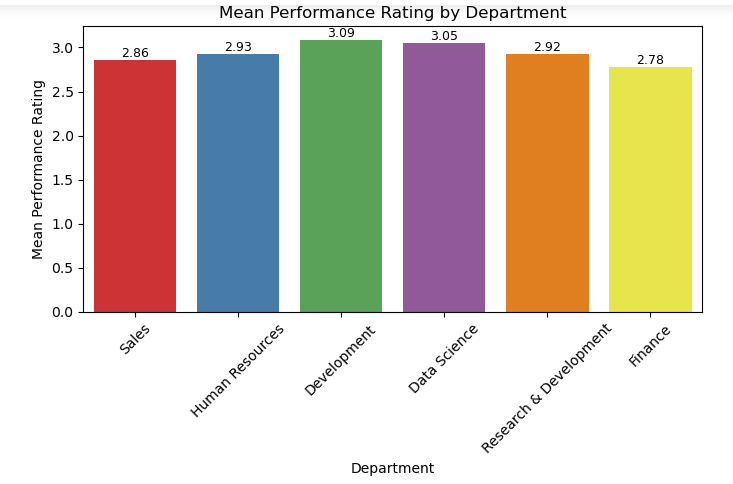 Mean Performance Rating by Department
Mean Performance Rating
3.0
2.5
2.0
1.5
1.0
0.5
0.0
2.86
2.93
3.09
3.05
2.92
2.78
Sales
Human Resources
Development
Data Science
Research & Development
Finance
Department